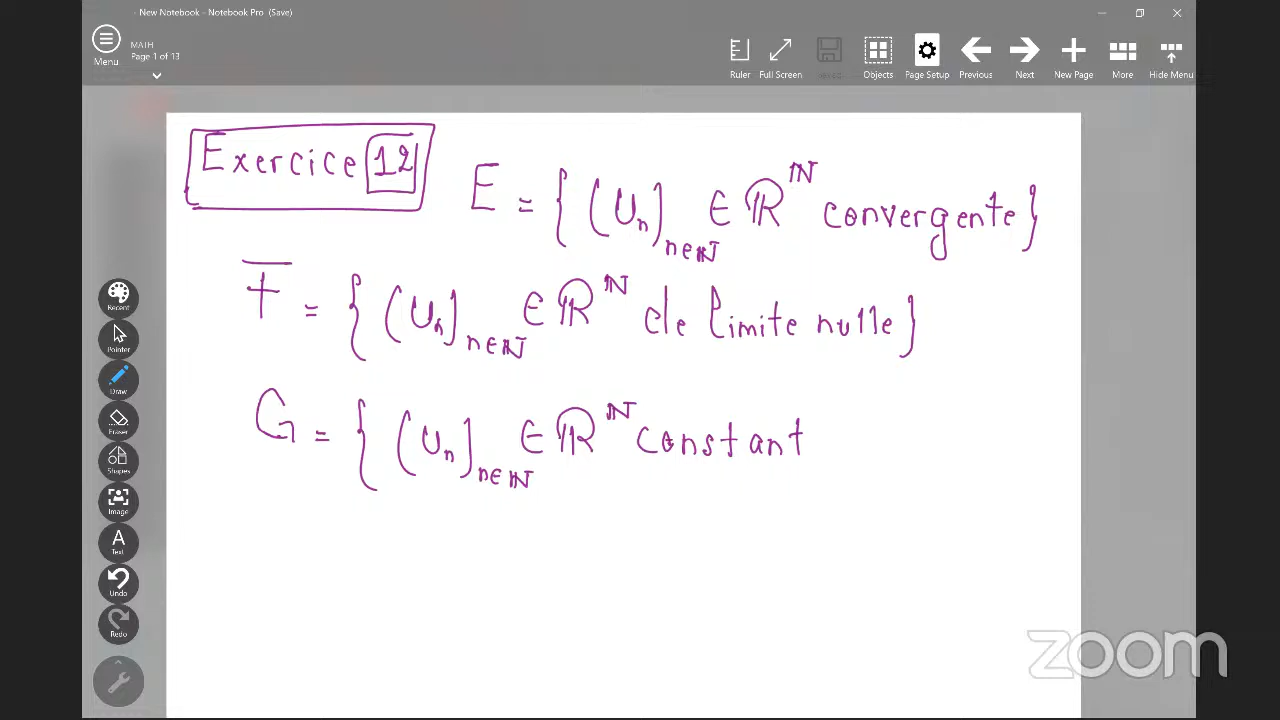 - New Notebook - Notebook Pro (Save)
Menu
MATH
Page 1 of 13
Ruler
Full Screen
Objects
Page Setup
Previous
Next
New Page
More
Hide Menu
Exercice 12
E = { (Un)n∈ℕ ∈ ℝ^ℕ convergente }
F = { (Un)n∈ℕ ∈ ℝ^ℕ de limite nulle }
G = { (Un)n∈ℕ ∈ ℝ^ℕ constant
Recent
Pointer
Draw
Eraser
Shapes
Image
A
Text
Undo
Redo
zoom